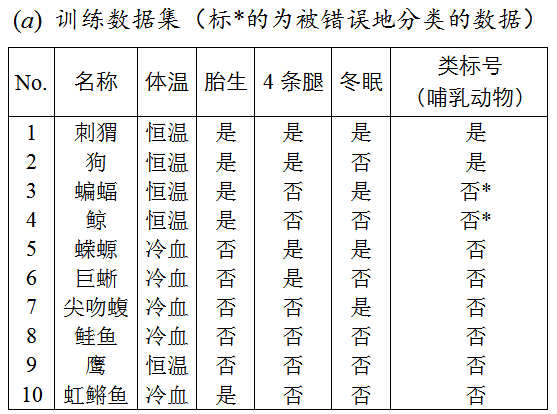 (a) 训练数据集（标*的为被错误地分类的数据）
No. 名称 体温 胎生 4 条腿 冬眠 类标号（哺乳动物）
1 刺猬 恒温 是 是 是 是
2 狗 恒温 是 是 否 是
3 蝙蝠 恒温 是 否 是 否*
4 鲸 恒温 是 否 否 否*
5 蝾螈 冷血 否 是 是 否
6 巨蜥 冷血 否 是 否 否
7 尖吻蝮 冷血 否 否 是 否
8 鲑鱼 冷血 否 否 否 否
9 鹰 恒温 否 否 否 否
10 虹鳉鱼 冷血 是 否 否 否